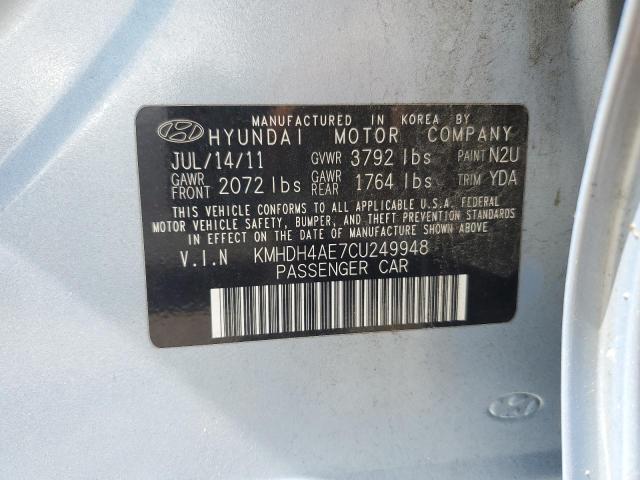 MANUFACTURED IN KOREA BY
HYUNDAI MOTOR COMPANY
JUL/14/11 GVWR 3792 lbs PAINT N2U
GAWR FRONT 2072 lbs GAWR REAR 1764 lbs TRIM YDA
THIS VEHICLE CONFORMS TO ALL APPLICABLE U.S.A. FEDERAL
MOTOR VEHICLE SAFETY, BUMPER, AND THEFT PREVENTION STANDARDS
IN EFFECT ON THE DATE OF MANUFACTURE SHOWN ABOVE
V.I.N KMHDH4AE7CU249948
PASSENGER CAR